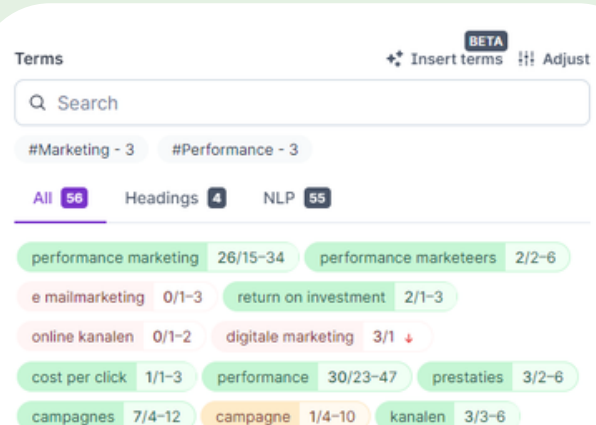 BETA
Terms Insert terms Adjust
Search
#Marketing - 3 #Performance - 3
All 56 Headings 4 NLP 55
performance marketing 26/15–34 performance marketeers 2/2–6
e mailmarketing 0/1–3 return on investment 2/1–3
online kanalen 0/1–2 digitale marketing 3/1 ↓
cost per click 1/1–3 performance 30/23–47 prestaties 3/2–6
campagnes 7/4–12 campagne 1/4–10 kanalen 3/3–6